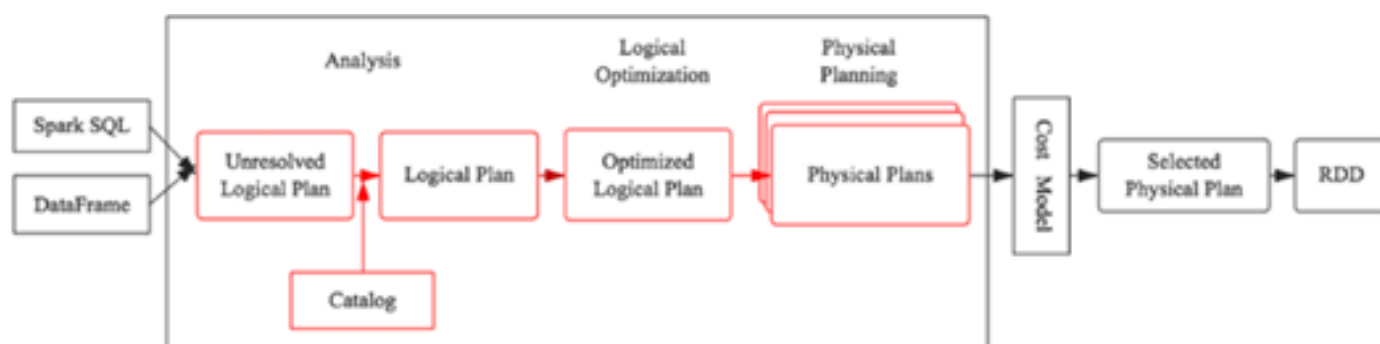 Analysis
Logical
Optimization
Physical
Planning
Spark SQL
DataFrame
Unresolved
Logical Plan
Catalog
Logical Plan
Optimized
Logical Plan
Physical Plans
Cost Model
Selected
Physical Plan
RDD